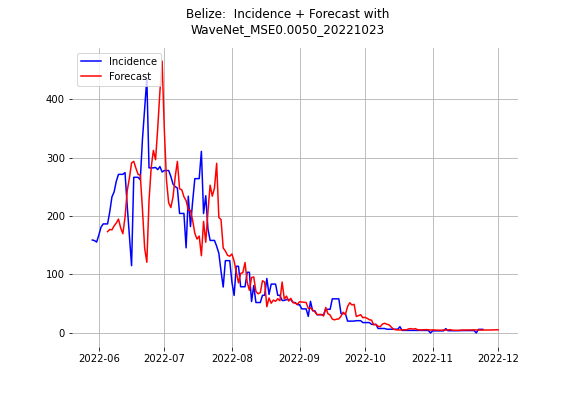 Belize:  Incidence + Forecast with
WaveNet_MSE0.0050_20221023
Incidence
Forecast
400
300
200
100
0
2022-06 2022-07 2022-08 2022-09 2022-10 2022-11 2022-12